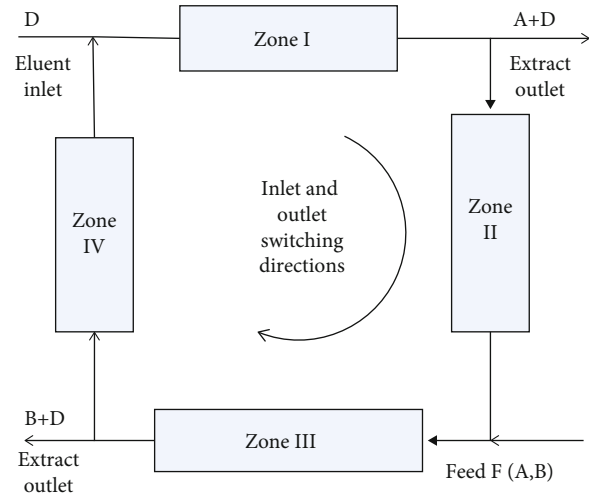 D
Eluent
inlet
Zone I
A+D
Extract
outlet
Zone
IV
Inlet and
outlet
switching
directions
Zone
II
B+D
Extract
outlet
Zone III
Feed F (A,B)